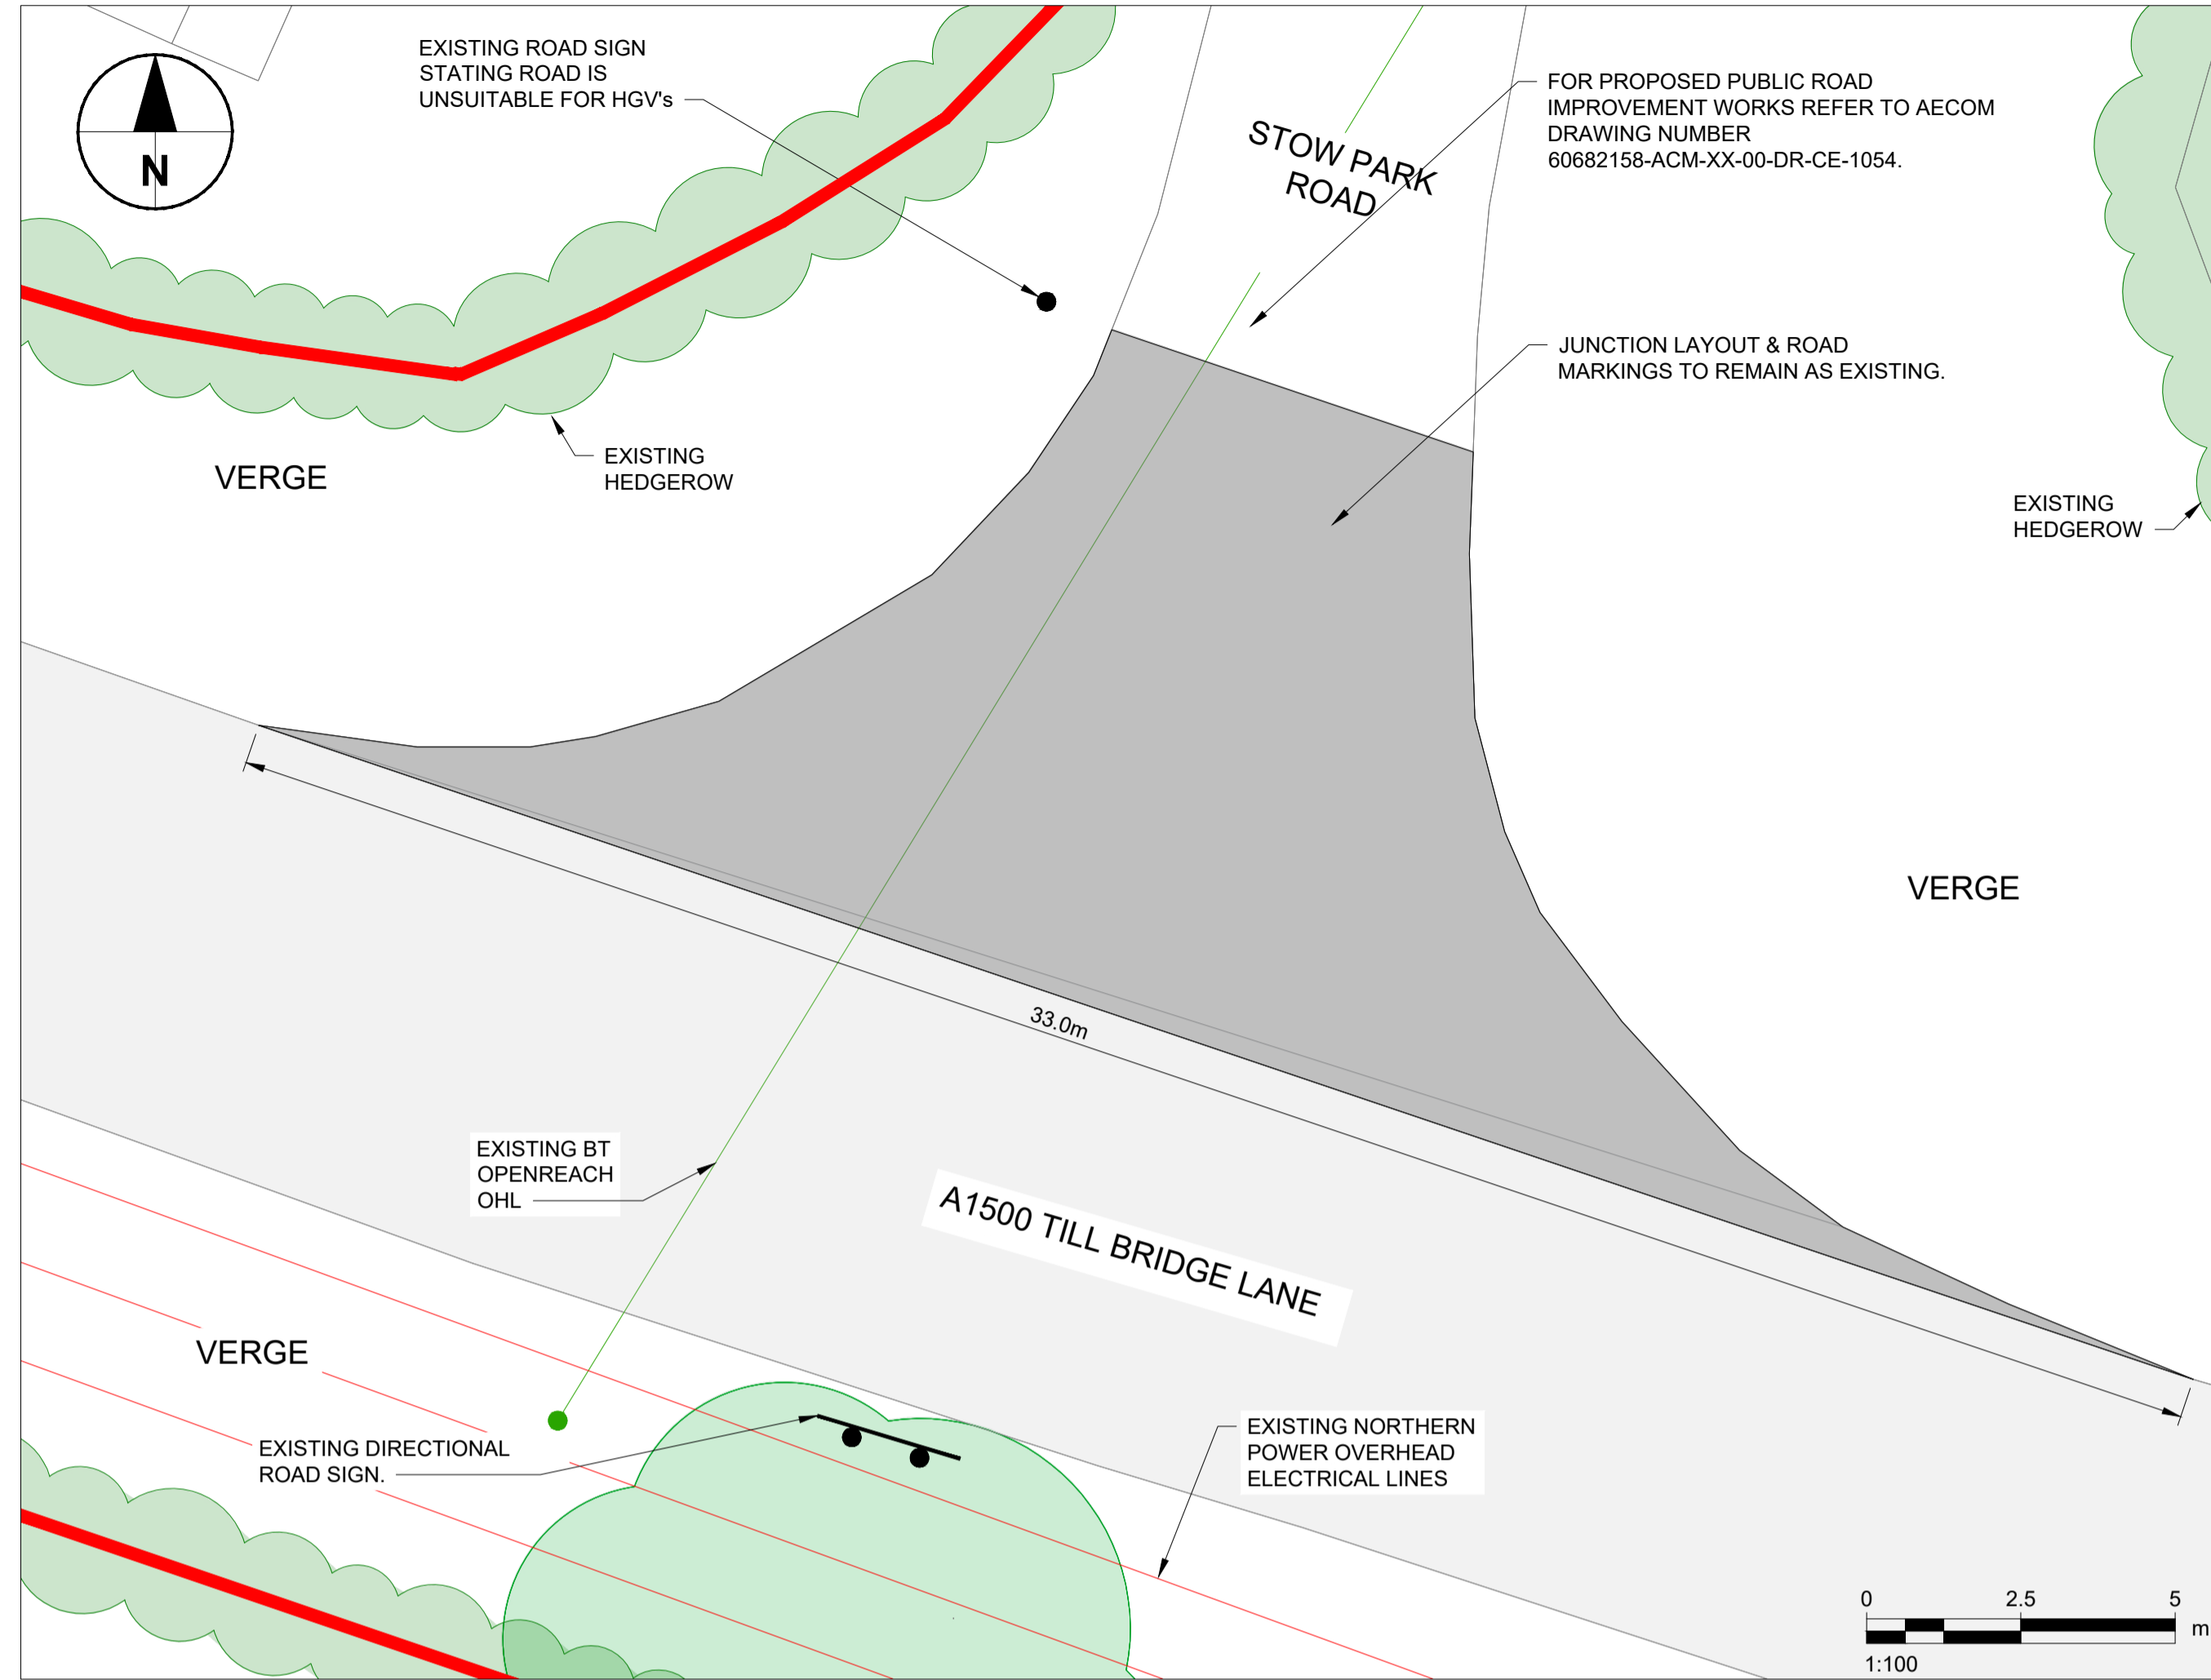 EXISTING ROAD SIGN
STATING ROAD IS
UNSUITABLE FOR HGV's
N
STOW PARK
ROAD
FOR PROPOSED PUBLIC ROAD
IMPROVEMENT WORKS REFER TO AECOM
DRAWING NUMBER
60682158-ACM-XX-00-DR-CE-1054.
JUNCTION LAYOUT & ROAD
MARKINGS TO REMAIN AS EXISTING.
EXISTING
HEDGEROW
VERGE
EXISTING
HEDGEROW
VERGE
33.0m
EXISTING BT
OPENREACH
OHL
A1500 TILL BRIDGE LANE
VERGE
EXISTING DIRECTIONAL
ROAD SIGN.
EXISTING NORTHERN
POWER OVERHEAD
ELECTRICAL LINES
0 2.5 5
m
1:100